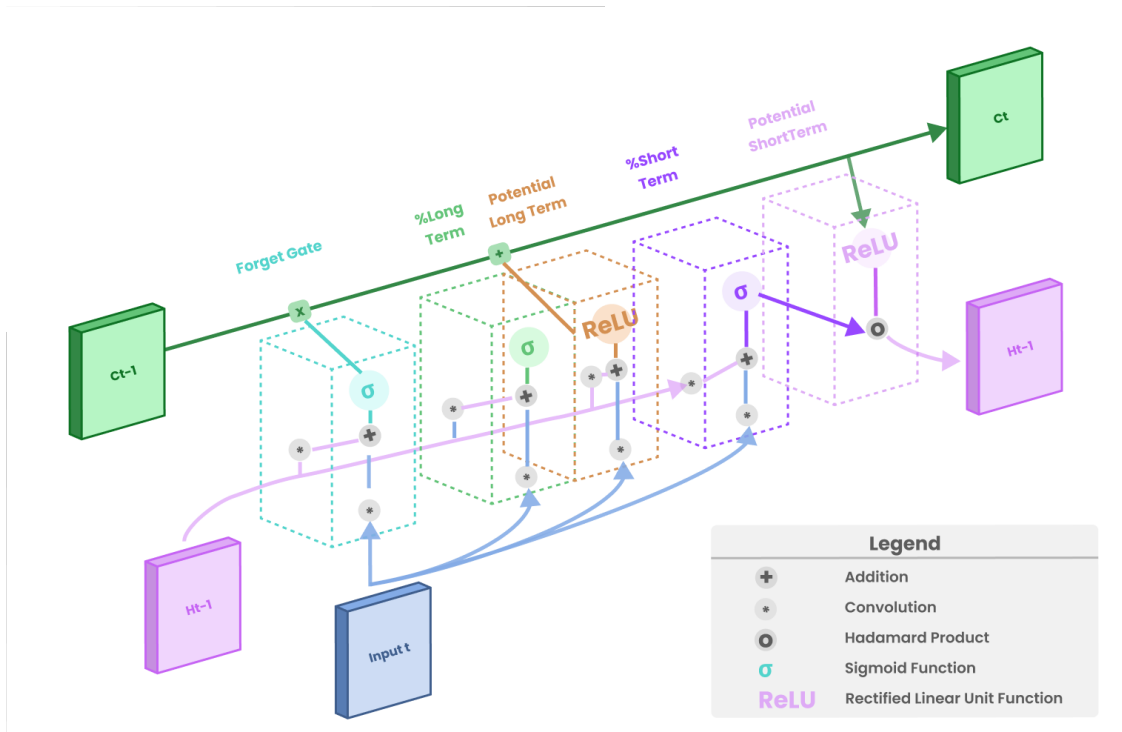 Ct
Potential
ShortTerm
%Short
Term
Potential
Long Term
%Long
Term
Forget Gate
x
+
σ
ReLU
σ
ReLU
σ
Ct-1
Ht-1
*
+
*
*
+
*
*
+
*
*
+
*
o
Ht-1
Input t
Legend
+ Addition
* Convolution
o Hadamard Product
σ Sigmoid Function
ReLU Rectified Linear Unit Function